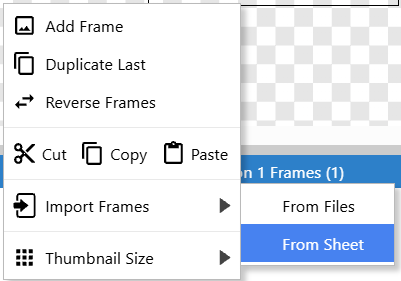 Add Frame
Duplicate Last
Reverse Frames
Cut Copy Paste
on 1 Frames (1)
Import Frames
From Files
From Sheet
Thumbnail Size